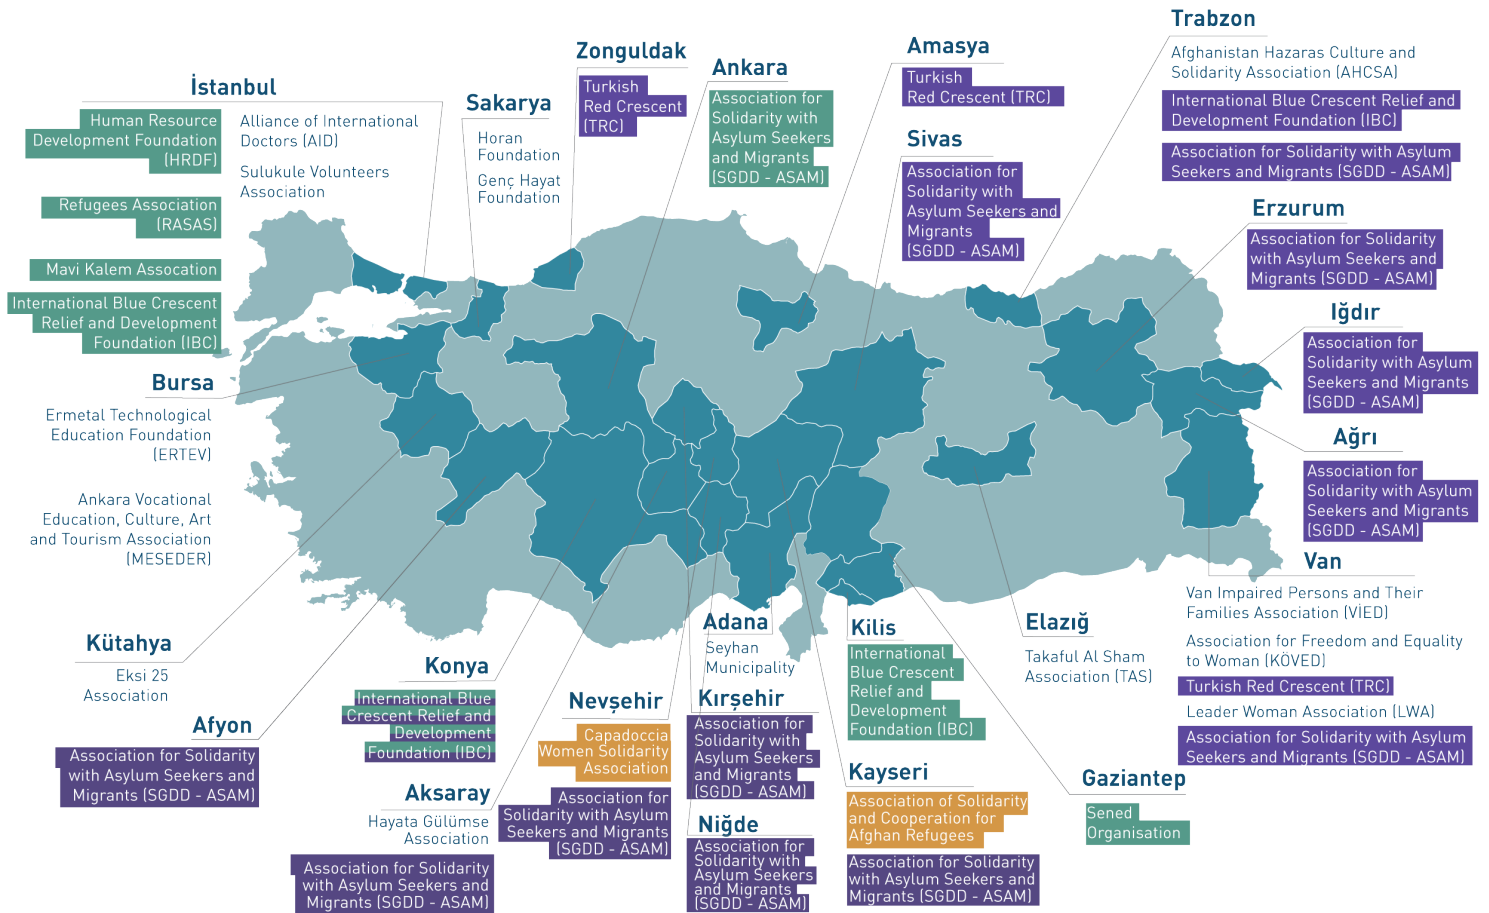 İstanbul
Human Resource
Development Foundation
(HRDF)
Refugees Association
(RASAS)
Mavi Kalem Assocation
International Blue Crescent
Relief and Development
Foundation (IBC)
Alliance of International
Doctors (AID)
Sulukule Volunteers
Association
Sakarya
Horan
Foundation
Genç Hayat
Foundation
Zonguldak
Turkish
Red Crescent
(TRC)
Ankara
Association for
Solidarity with
Asylum Seekers
and Migrants
(SGDD - ASAM)
Amasya
Turkish
Red Crescent (TRC)
Sivas
Association for
Solidarity with
Asylum Seekers and
Migrants
(SGDD - ASAM)
Trabzon
Afghanistan Hazaras Culture and
Solidarity Association (AHCSA)
International Blue Crescent Relief and
Development Foundation (IBC)
Association for Solidarity with Asylum
Seekers and Migrants (SGDD - ASAM)
Erzurum
Association for Solidarity
with Asylum Seekers and
Migrants (SGDD - ASAM)
Iğdır
Association for
Solidarity with Asylum
Seekers and Migrants
(SGDD - ASAM)
Ağrı
Association for
Solidarity with Asylum
Seekers and Migrants
(SGDD - ASAM)
Van
Van Impaired Persons and Their
Families Association (VİED)
Association for Freedom and Equality
to Woman (KÖVED)
Turkish Red Crescent (TRC)
Leader Woman Association (LWA)
Association for Solidarity with Asylum
Seekers and Migrants (SGDD - ASAM)
Bursa
Ermetal Technological
Education Foundation
(ERTEV)
Ankara Vocational
Education, Culture, Art
and Tourism Association
(MESEDER)
Kütahya
Eksi 25
Association
Afyon
Association for Solidarity
with Asylum Seekers and
Migrants (SGDD - ASAM)
Konya
International Blue
Crescent Relief and
Development
Foundation (IBC)
Aksaray
Hayata Gülümse
Association
Association for Solidarity
with Asylum Seekers and
Migrants (SGDD - ASAM)
Nevşehir
Capadoccia
Women Solidarity
Association
Association for
Solidarity with Asylum
Seekers and Migrants
(SGDD - ASAM)
Adana
Seyhan
Municipality
Kırşehir
Association for
Solidarity with
Asylum Seekers
and Migrants
(SGDD - ASAM)
Niğde
Association for
Solidarity with
Asylum Seekers
and Migrants
(SGDD - ASAM)
Kilis
International
Blue Crescent
Relief and
Development
Foundation (IBC)
Kayseri
Association of Solidarity
and Cooperation for
Afghan Refugees
Association for Solidarity
with Asylum Seekers and
Migrants (SGDD - ASAM)
Elazığ
Takaful Al Sham
Association (TAS)
Gaziantep
Sened
Organisation